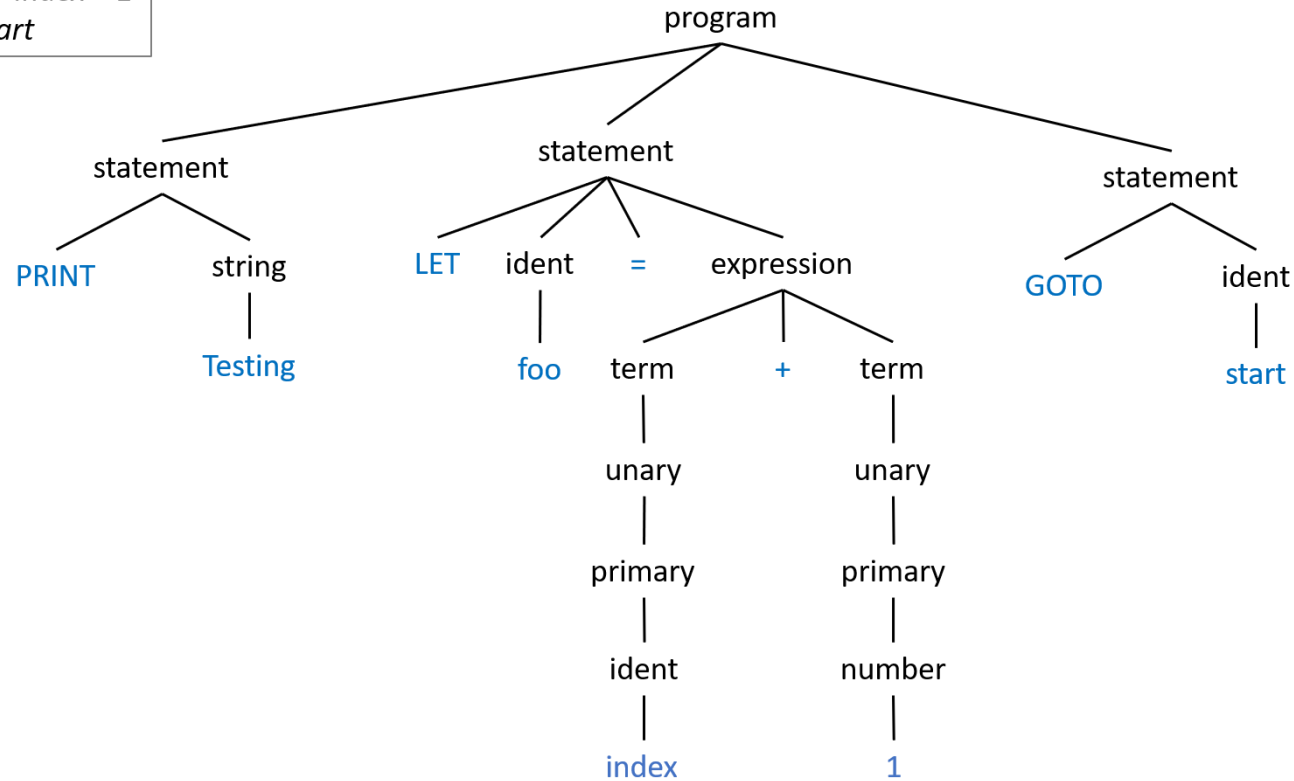 art
program
statement statement statement
PRINT string LET ident = expression GOTO ident
Testing foo term + term start
unary unary
primary primary
ident number
index 1